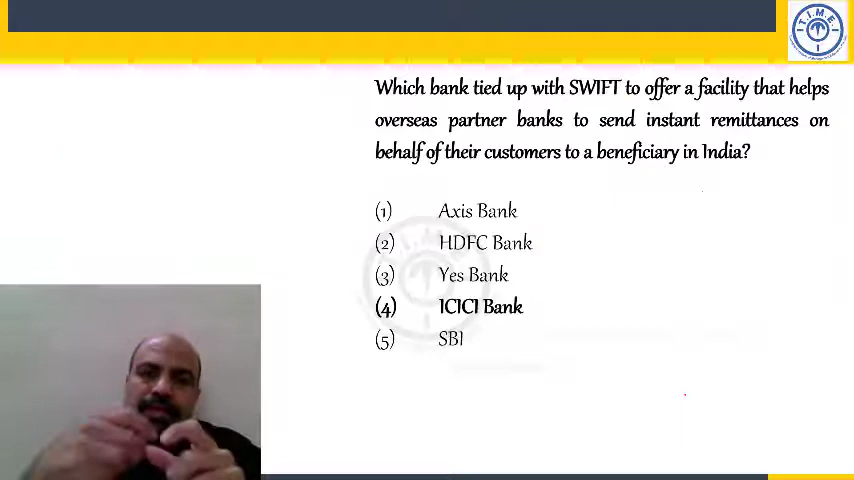 T.I.M.E.
Which bank tied up with SWIFT to offer a facility that helps
overseas partner banks to send instant remittances on
behalf of their customers to a beneficiary in India?
(1) Axis Bank
(2) HDFC Bank
(3) Yes Bank
(4) ICICI Bank
(5) SBI